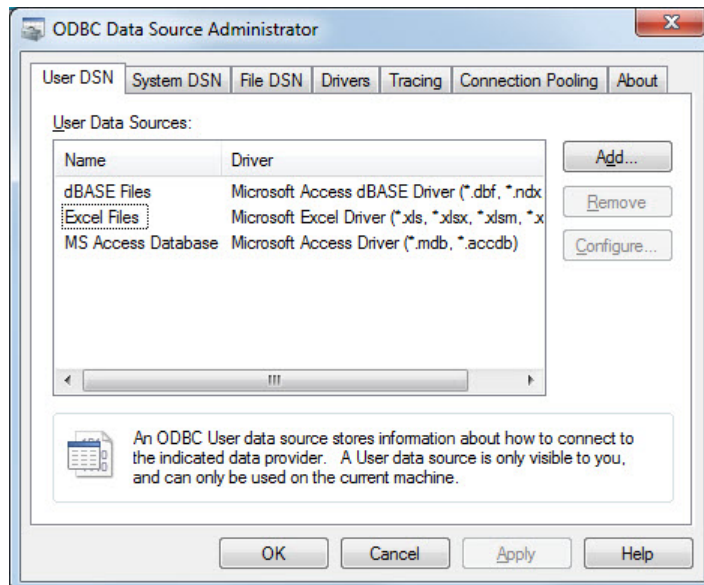 ODBC Data Source Administrator
User DSN System DSN File DSN Drivers Tracing Connection Pooling About
User Data Sources:
Name Driver
Add...
dBASE Files Microsoft Access dBASE Driver (*.dbf, *.ndx
Excel Files Microsoft Excel Driver (*.xls, *.xlsx, *.xlsm, *.x
Remove
MS Access Database Microsoft Access Driver (*.mdb, *.accdb)
Configure...
An ODBC User data source stores information about how to connect to
the indicated data provider. A User data source is only visible to you,
and can only be used on the current machine.
OK Cancel Apply Help